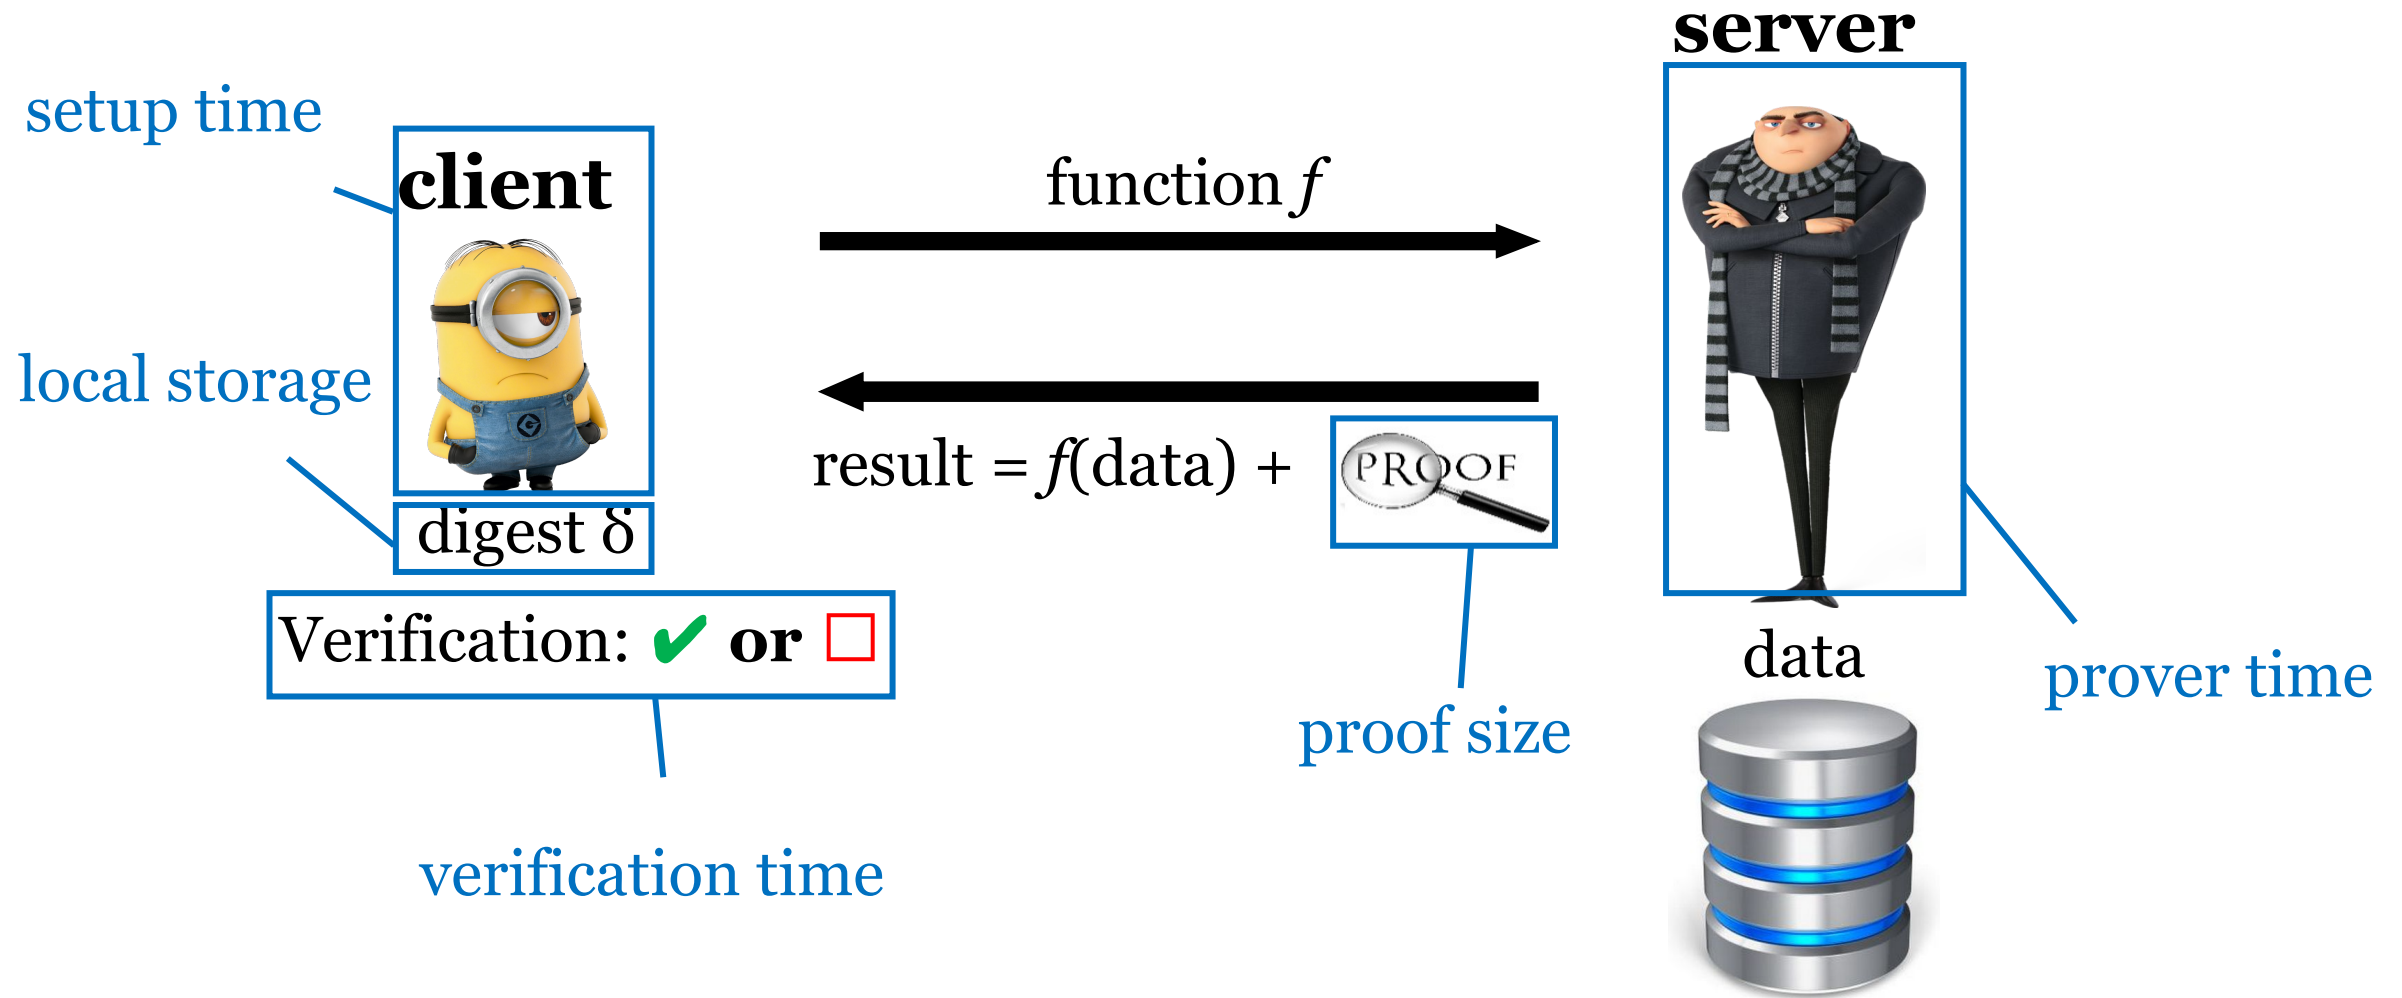 server
setup time
client
function f
local storage
result = f(data) + PROOF
digest δ
Verification: ✔ or ☐
data
prover time
proof size
verification time